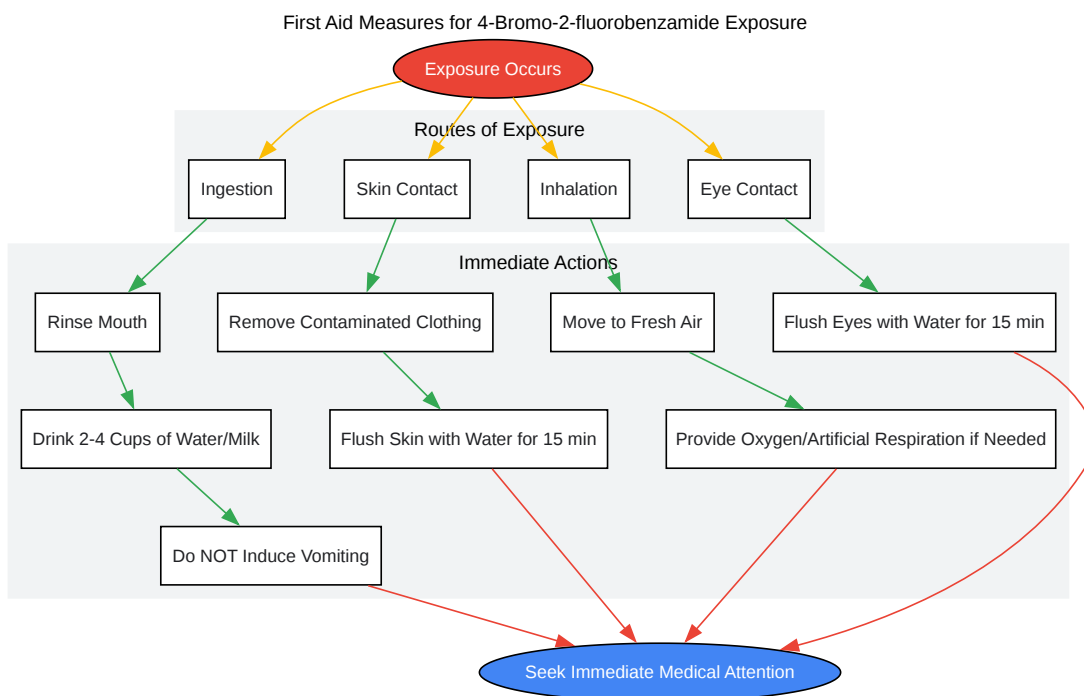 First Aid Measures for 4-Bromo-2-fluorobenzamide Exposure
Exposure Occurs
Routes of Exposure
Ingestion
Skin Contact
Inhalation
Eye Contact
Immediate Actions
Rinse Mouth
Remove Contaminated Clothing
Move to Fresh Air
Flush Eyes with Water for 15 min
Drink 2-4 Cups of Water/Milk
Flush Skin with Water for 15 min
Provide Oxygen/Artificial Respiration if Needed
Do NOT Induce Vomiting
Seek Immediate Medical Attention